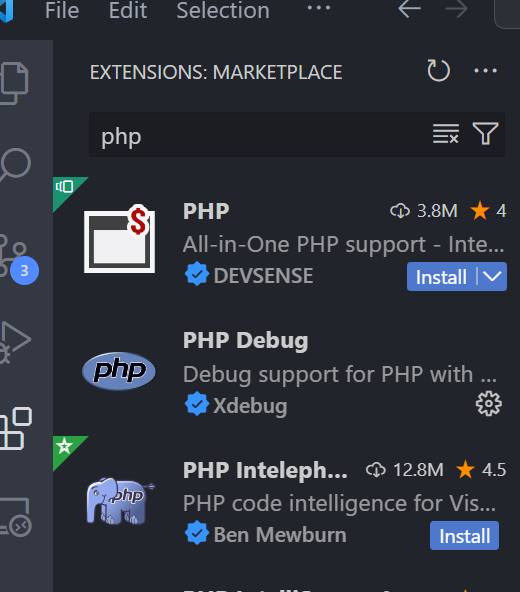 File Edit Selection ···
EXTENSIONS: MARKETPLACE
php
PHP 3.8M 4
All-in-One PHP support - Inte...
DEVSENSE Install
3
PHP Debug
php
Debug support for PHP with ...
Xdebug
PHP Inteleph... 12.8M 4.5
php
PHP code intelligence for Vis...
Ben Mewburn Install